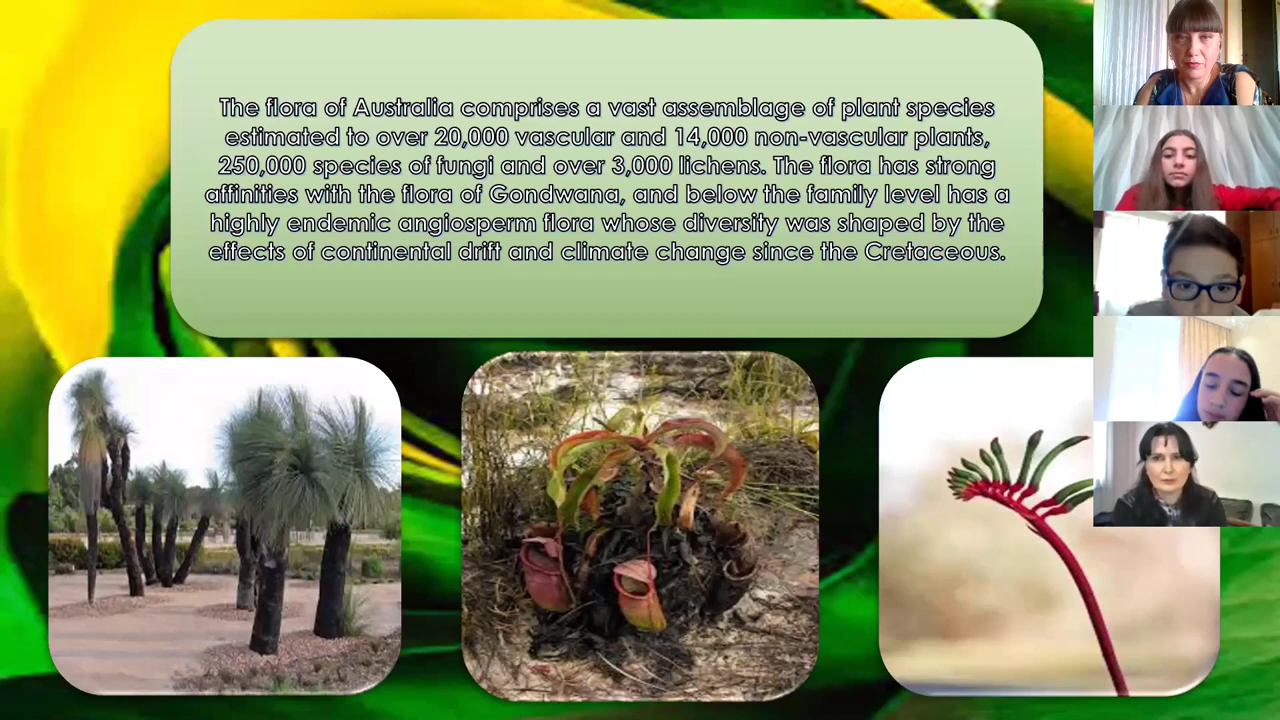 The flora of Australia comprises a vast assemblage of plant species
estimated to over 20,000 vascular and 14,000 non-vascular plants,
250,000 species of fungi and over 3,000 lichens. The flora has strong
affinities with the flora of Gondwana, and below the family level has a
highly endemic angiosperm flora whose diversity was shaped by the
effects of continental drift and climate change since the Cretaceous.